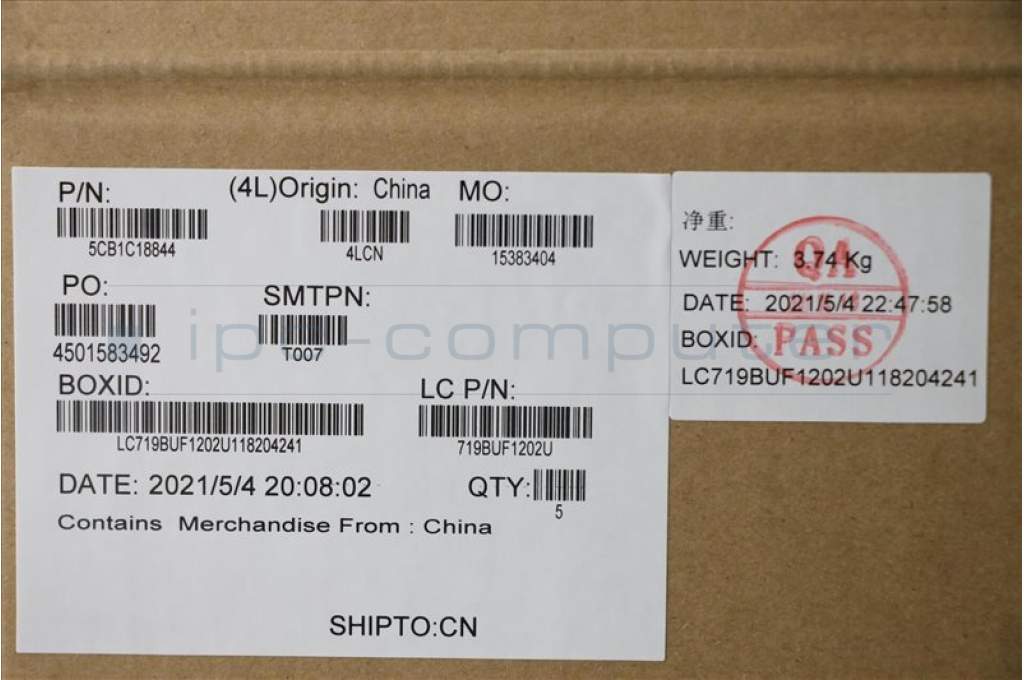 P/N:
5CB1C18844
(4L)Origin: China
4LCN
MO:
15383404
PO:
4501583492
SMTPN:
T007
BOXID:
LC719BUF1202U118204241
LC P/N:
719BUF1202U
DATE: 2021/5/4 20:08:02
QTY:
5
Contains Merchandise From : China
SHIPTO:CN
净重:
WEIGHT: 3.74 Kg
DATE: 2021/5/4 22:47:58
BOXID:
LC719BUF1202U118204241
QA
PASS
ipc-computer